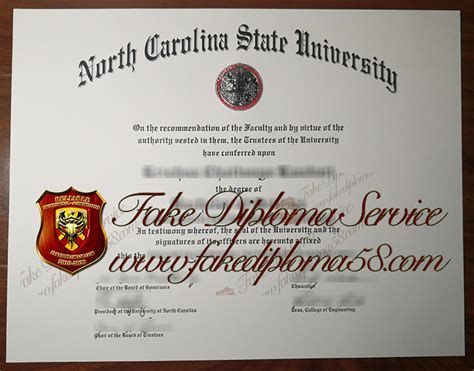 North Carolina State University
On the recommendation of the Faculty and by virtue of the
authority vested in them, the Trustees of the University
have conferred upon
the degree of
Fake Diploma Service
In testimony whereof, the seal of the University and the
signatures of its officers are hereunto affixed
www.fakediploma58.com
Chair of the Board of Governors
Chancellor
President of the University of North Carolina
Dean, College of Engineering
Chair of the Board of Trustees